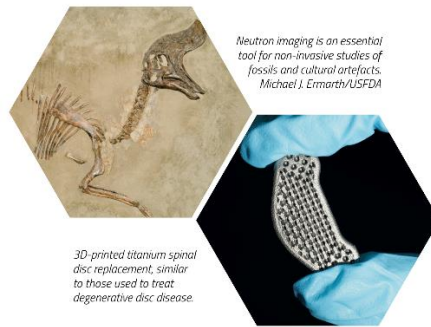 Neutron imaging is an essential
tool for non-invasive studies of
fossils and cultural artefacts.
Michael J. Ermarth/USFDA
3D-printed titanium spinal
disc replacement, similar
to those used to treat
degenerative disc disease.